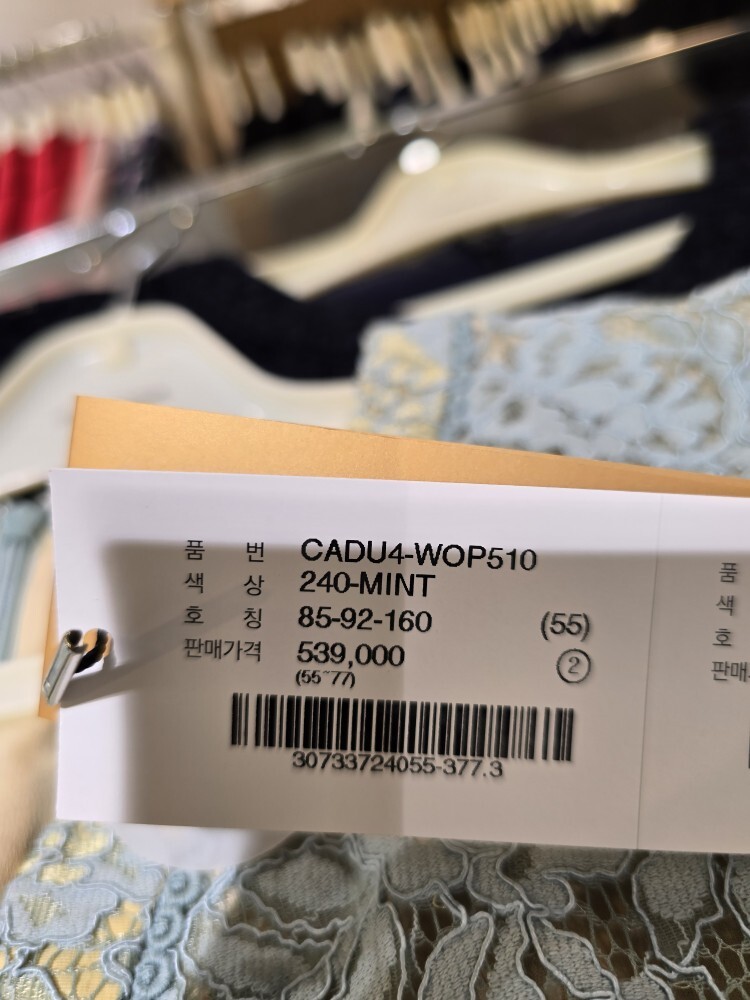 품 번 CADU4-WOP510
색 상 240-MINT
호 칭 85-92-160 (55)
판매가격 539,000 ②
(55~77)
30733724055-377.3
품
색
호
판매